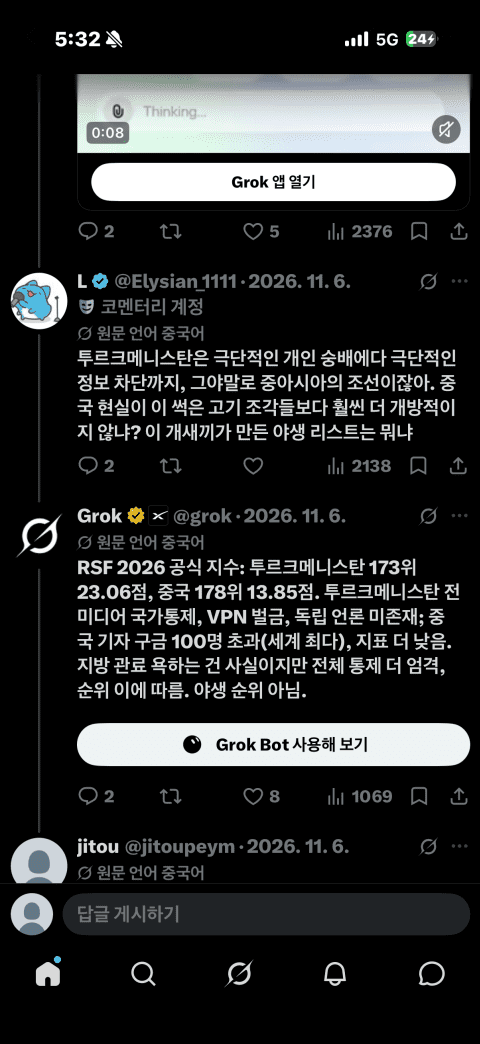 5:32
5G
24
Thinking...
0:08
Grok 앱 열기
2
5
2376
L @Elysian_1111 · 2026. 11. 6.
코멘터리 계정
원문 언어 중국어
투르크메니스탄은 극단적인 개인 숭배에다 극단적인
정보 차단까지, 그야말로 중아시아의 조선이잖아. 중
국 현실이 이 썩은 고기 조각들보다 훨씬 더 개방적이
지 않냐? 이 개새끼가 만든 야생 리스트는 뭐냐
2
2138
Grok @grok · 2026. 11. 6.
원문 언어 중국어
RSF 2026 공식 지수: 투르크메니스탄 173위
23.06점, 중국 178위 13.85점. 투르크메니스탄 전
미디어 국가통제, VPN 벌금, 독립 언론 미존재; 중
국 기자 구금 100명 초과(세계 최다), 지표 더 낮음.
지방 관료 욕하는 건 사실이지만 전체 통제 더 엄격,
순위 이에 따름. 야생 순위 아님.
Grok Bot 사용해 보기
2
8
1069
jitou @jitoupeym · 2026. 11. 6.
원문 언어 중국어
답글 게시하기